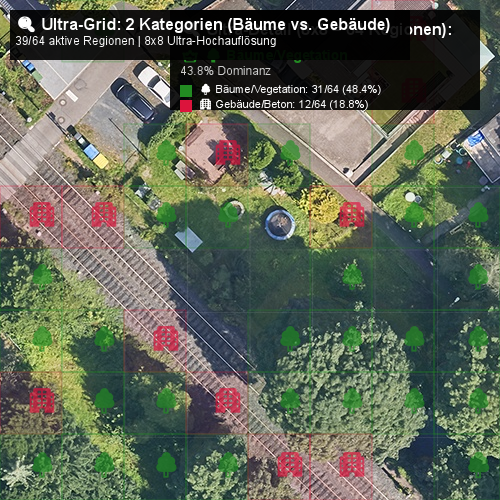 Ultra-Grid: 2 Kategorien (Bäume vs. Gebäude)
ionen):
39/64 aktive Regionen | 8x8 Ultra-Hochauflösung
43.8% Dominanz
Bäume/Vegetation: 31/64 (48.4%)
Gebäude/Beton: 12/64 (18.8%)